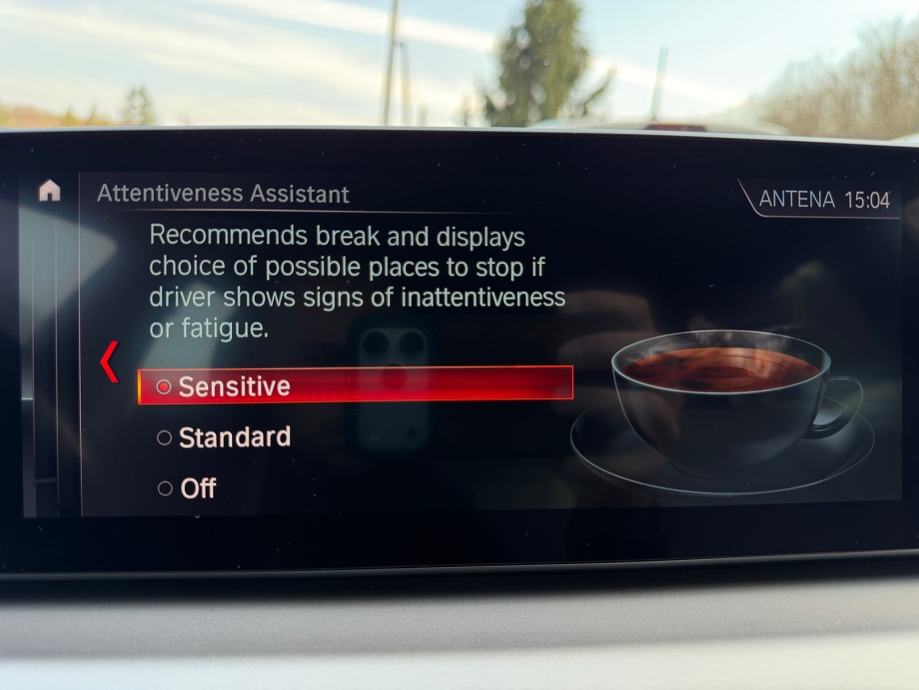 Attentiveness Assistant
ANTENA 15:04
Recommends break and displays
choice of possible places to stop if
driver shows signs of inattentiveness
or fatigue.
Sensitive
Standard
Off